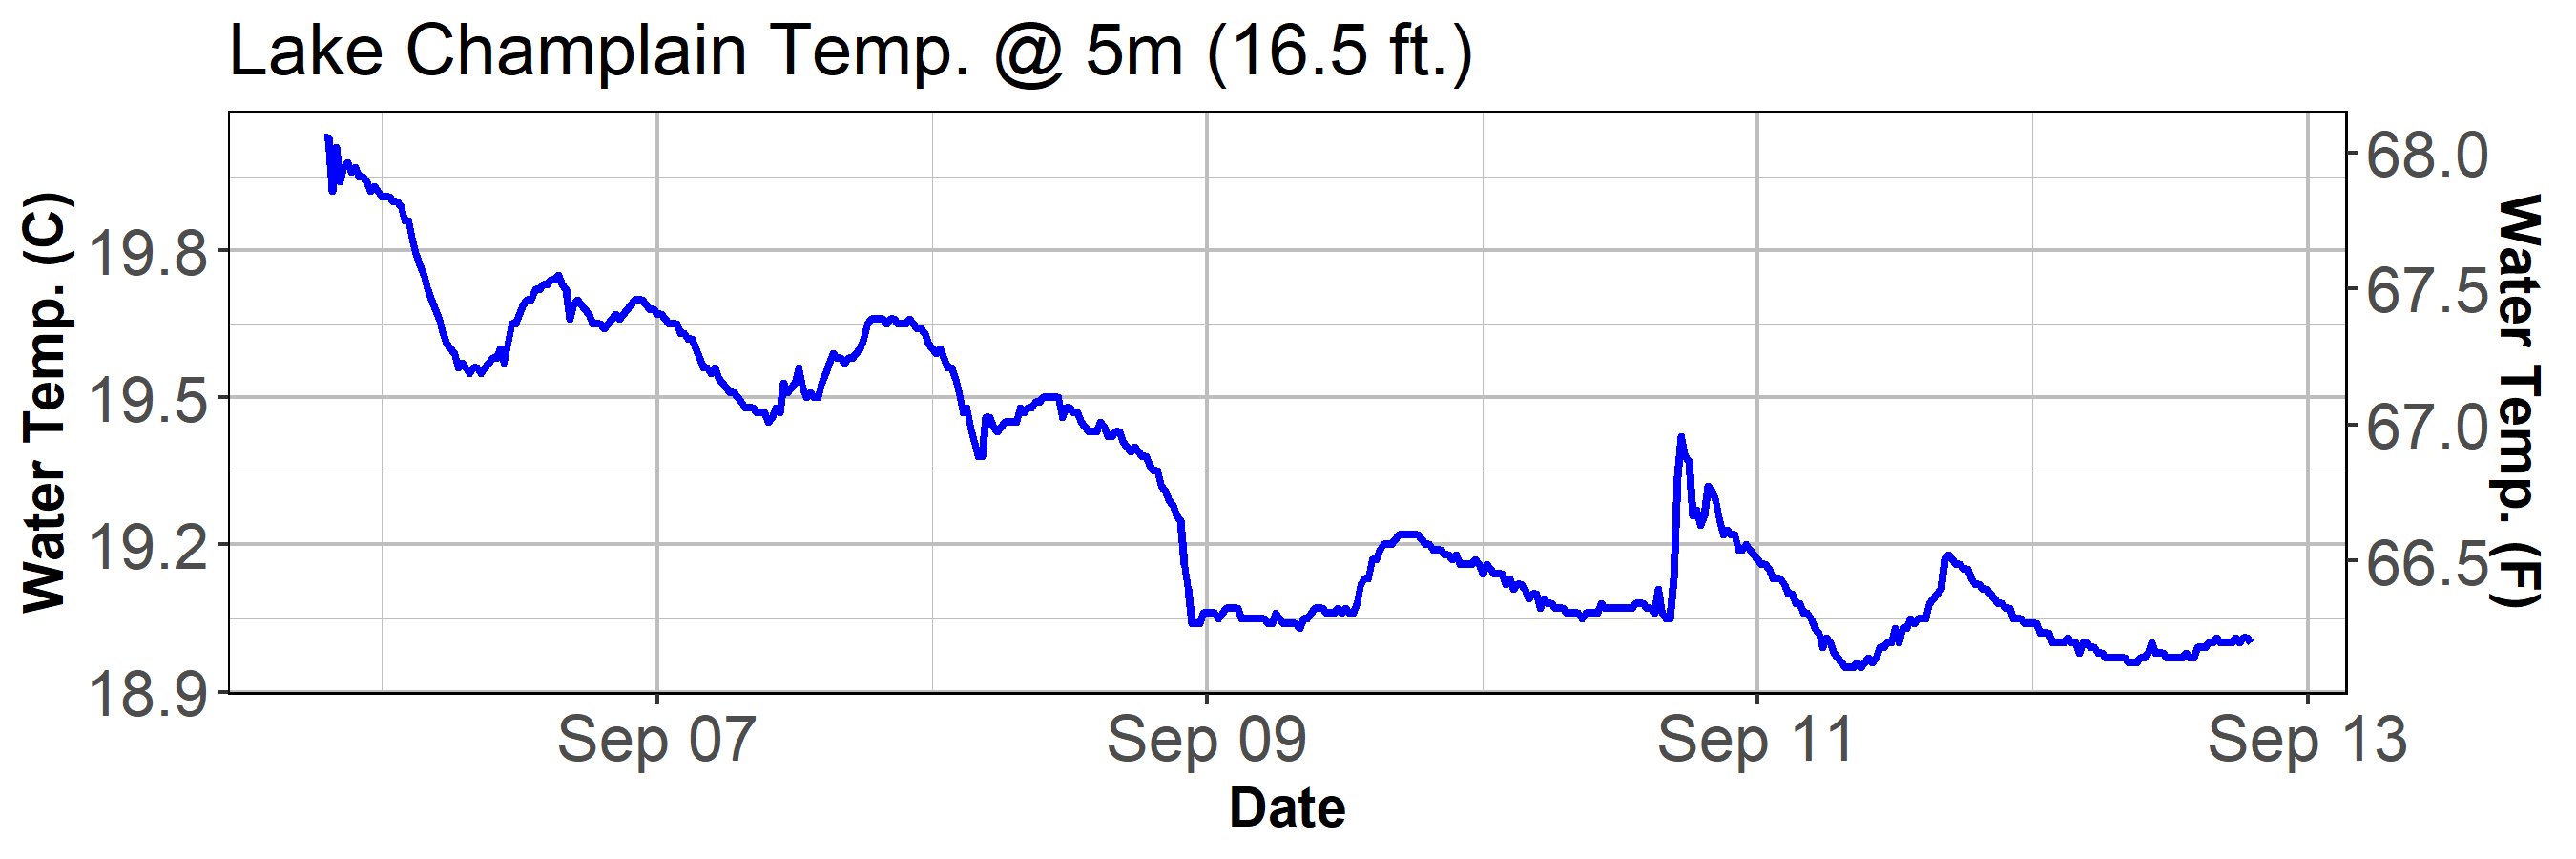 Lake Champlain Temp. @ 5m (16.5 ft.)
Water Temp. (C)
19.8
19.5
19.2
18.9
68.0
67.5
67.0
66.5
Water Temp. (F)
Sep 07
Sep 09
Sep 11
Sep 13
Date